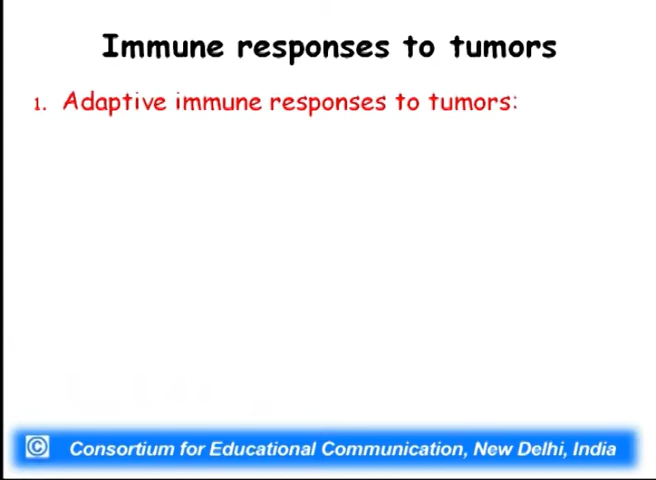 Immune responses to tumors
1. Adaptive immune responses to tumors:
© Consortium for Educational Communication, New Delhi, India